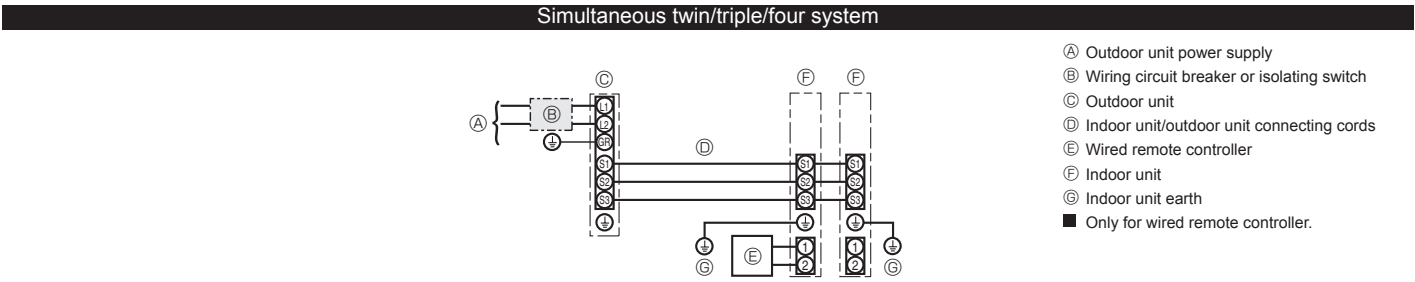 Simultaneous twin/triple/four system
Ⓐ Outdoor unit power supply
Ⓑ Wiring circuit breaker or isolating switch
Ⓒ Outdoor unit
Ⓓ Indoor unit/outdoor unit connecting cords
Ⓔ Wired remote controller
Ⓕ Indoor unit
Ⓖ Indoor unit earth
■ Only for wired remote controller.
Ⓒ Ⓕ Ⓕ
Ⓐ Ⓑ L1
L2
GR
Ⓓ
S1 S1 S1
S2 S2 S2
S3 S3 S3
Ⓔ 1 1
2 2
Ⓖ Ⓖ